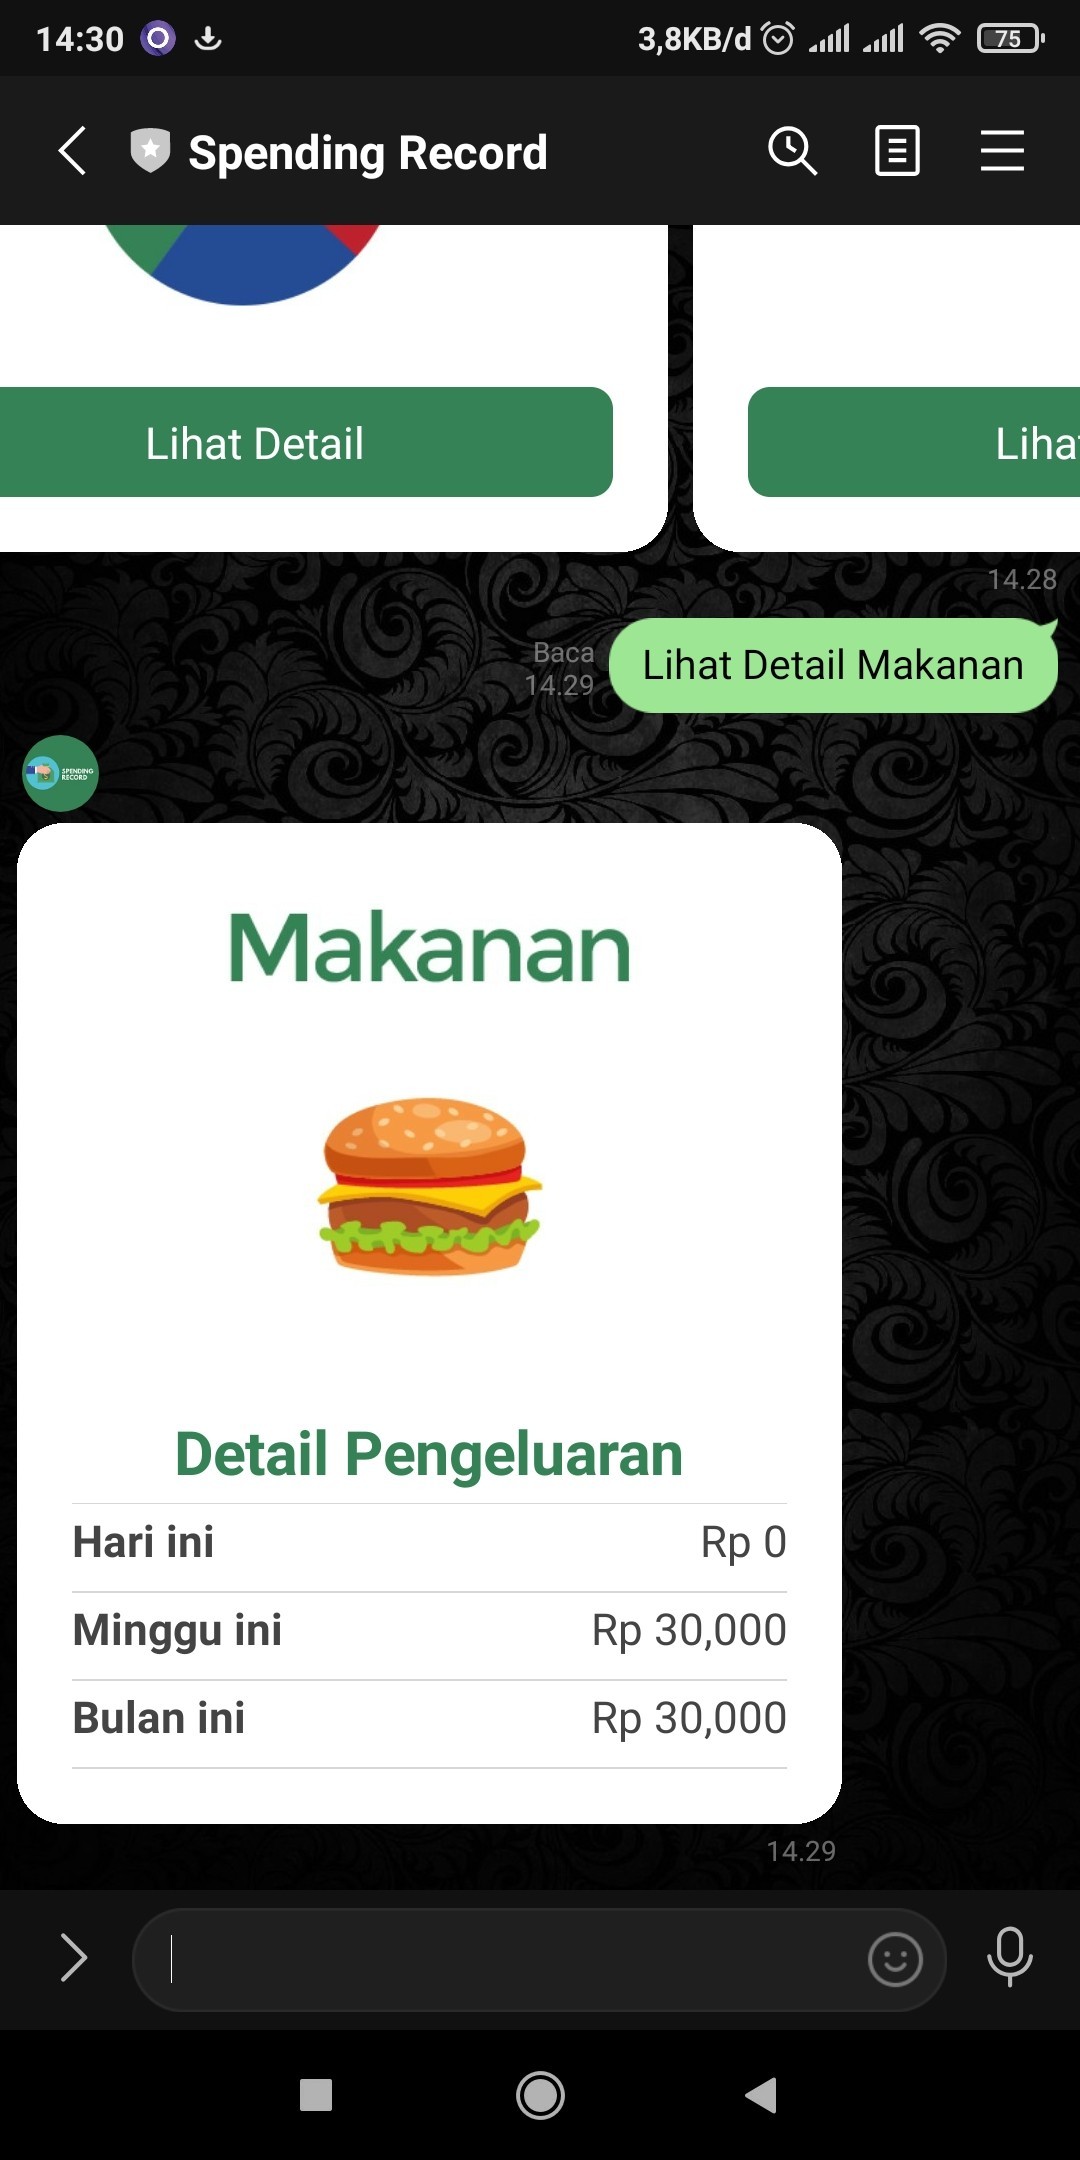 14:30
3,8KB/d
75
Spending Record
Lihat Detail
14.28
Baca
14.29
Lihat Detail Makanan
SPENDING
RECORD
Makanan
Detail Pengeluaran
Hari ini Rp 0
Minggu ini Rp 30,000
Bulan ini Rp 30,000
14.29